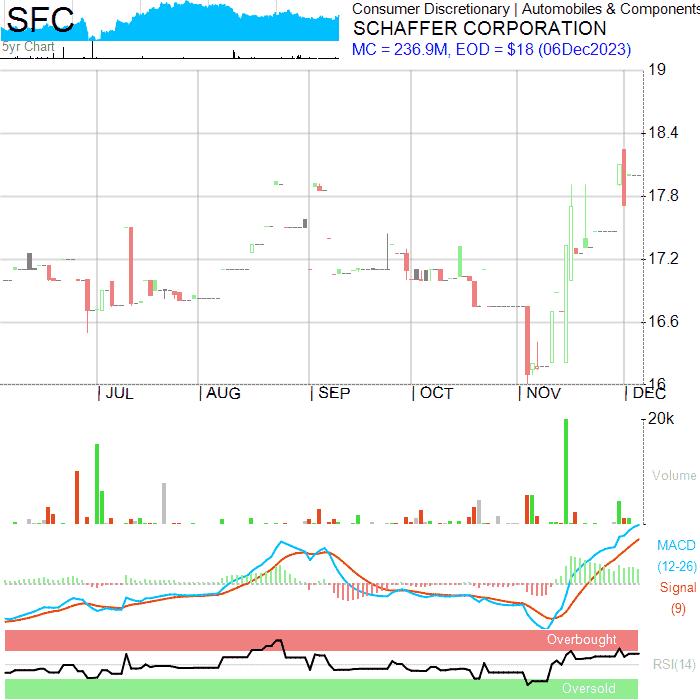 SFC
5yr Chart
Consumer Discretionary | Automobiles & Components
SCHAFFER CORPORATION
MC = 236.9M, EOD = $18 (06Dec2023)
19
18.4
17.8
17.2
16.6
16
| JUL | AUG | SEP | OCT | NOV | DEC
20k
Volume
MACD
(12-26)
Signal
(9)
Overbought
RSI(14)
Oversold